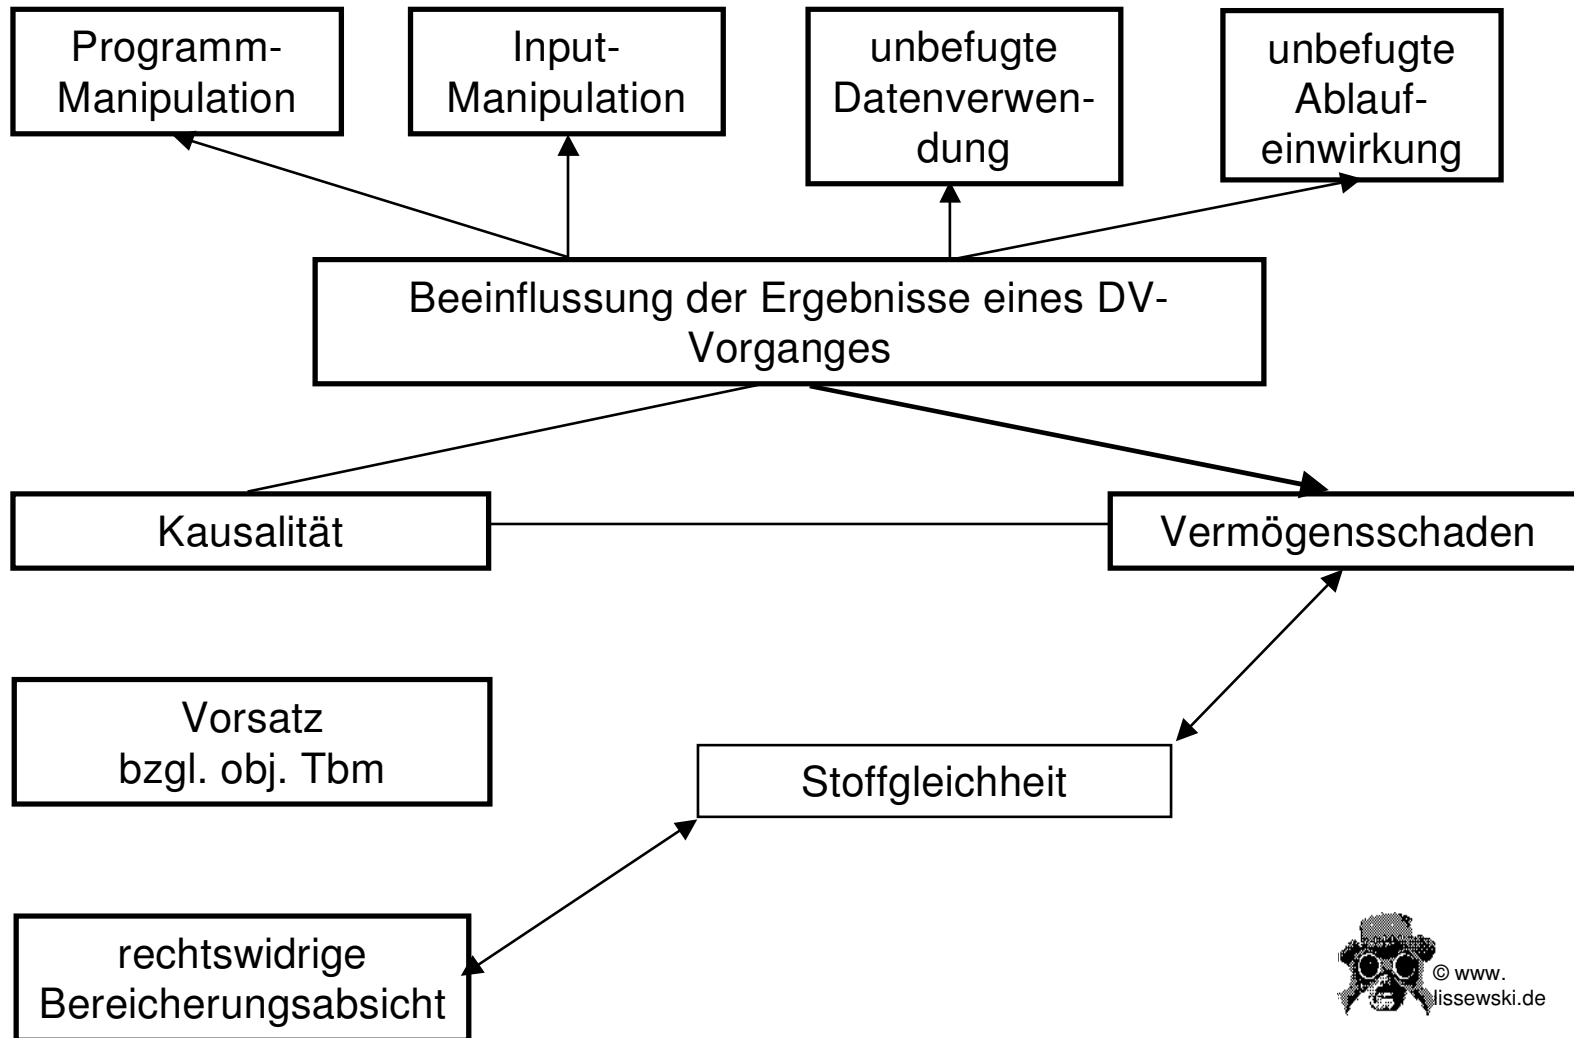 Programm-
Manipulation
Input-
Manipulation
unbefugte
Datenverwen-
dung
unbefugte
Ablauf-
einwirkung
Beeinflussung der Ergebnisse eines DV-
Vorganges
Kausalität
Vermögensschaden
Vorsatz
bzgl. obj. Tbm
Stoffgleichheit
rechtswidrige
Bereicherungsabsicht
© www.
lissewski.de